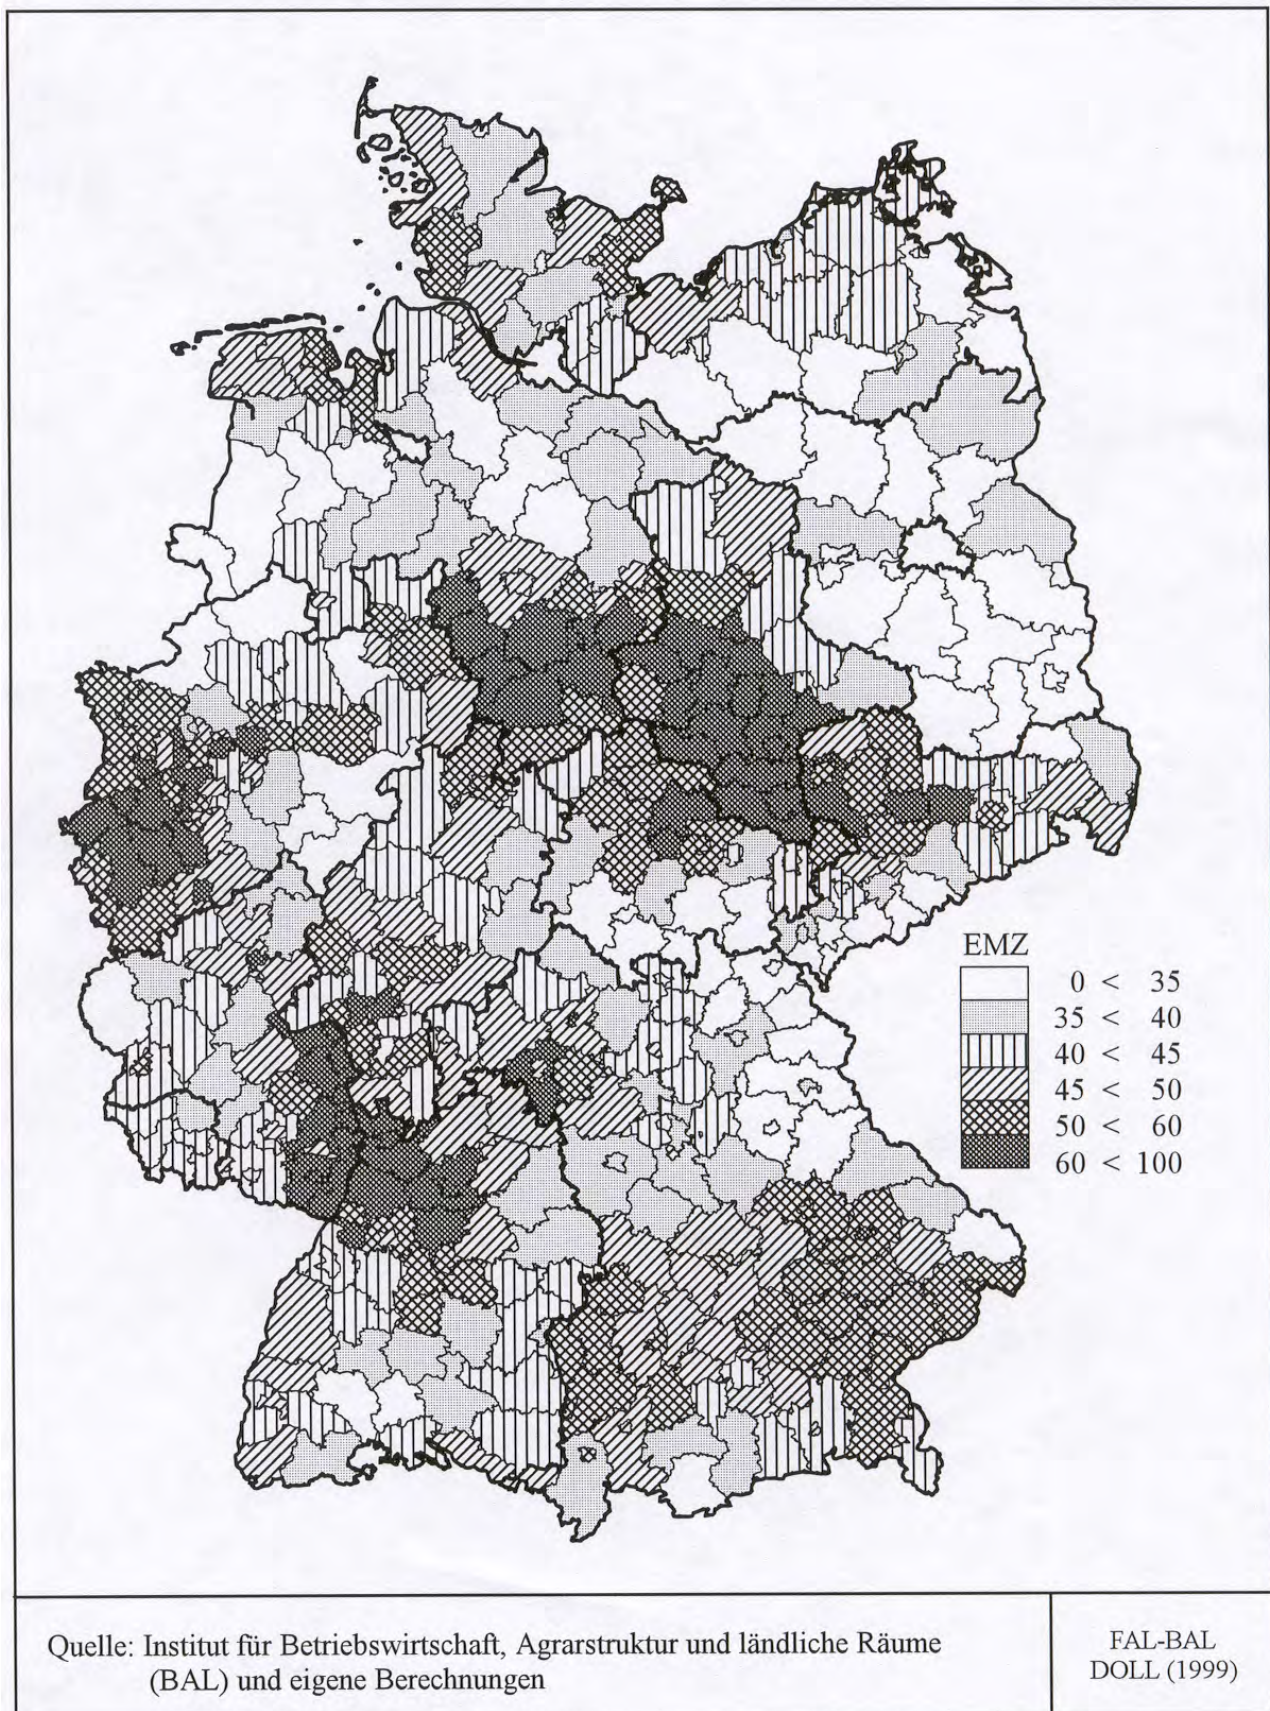 EMZ
0 < 35
35 < 40
40 < 45
45 < 50
50 < 60
60 < 100
Quelle: Institut für Betriebswirtschaft, Agrarstruktur und ländliche Räume
(BAL) und eigene Berechnungen
FAL-BAL
DOLL (1999)